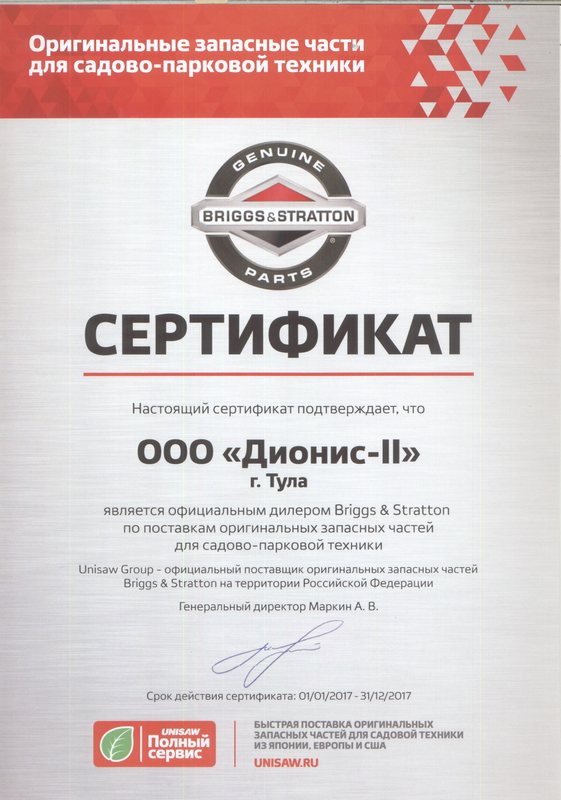 Оригинальные запасные части
для садово-парковой техники
GENUINE
BRIGGS&STRATTON
®
PARTS
СЕРТИФИКАТ
Настоящий сертификат подтверждает, что
ООО «Дионис-II»
г. Тула
является официальным дилером Briggs & Stratton
по поставкам оригинальных запасных частей
для садово-парковой техники
Unisaw Group - официальный поставщик оригинальных запасных частей
Briggs & Stratton на территории Российской Федерации
Генеральный директор Маркин А. В.
Срок действия сертификата: 01/01/2017 - 31/12/2017
UNISAW
Полный
сервис
БЫСТРАЯ ПОСТАВКА ОРИГИНАЛЬНЫХ
ЗАПАСНЫХ ЧАСТЕЙ ДЛЯ САДОВОЙ ТЕХНИКИ
ИЗ ЯПОНИИ, ЕВРОПЫ И США
UNISAW.RU